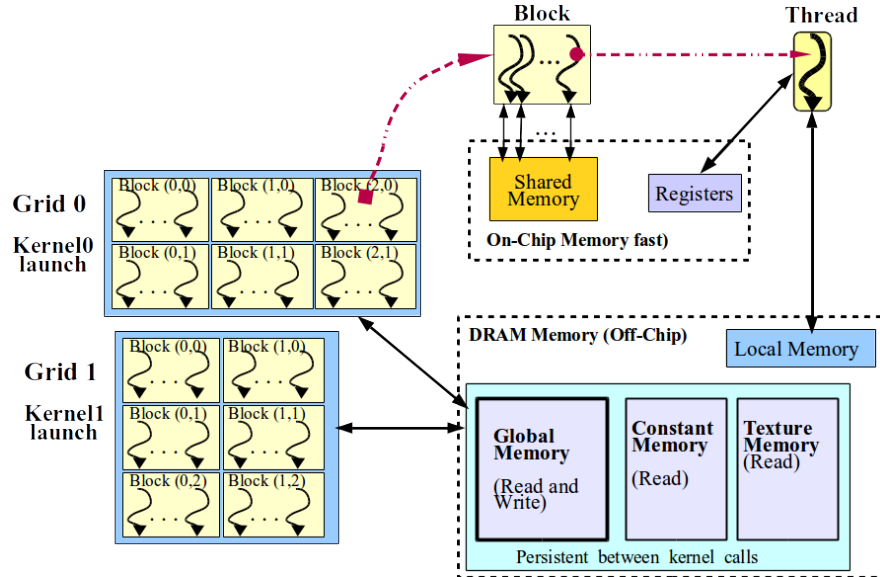 Block
Thread
...
...
Shared
Memory
Registers
On-Chip Memory fast)
Grid 0
Kernel0
launch
Block (0,0) Block (1,0) Block (2,0)
. . . . . . . . .
Block (0,1) Block (1,1) Block (2,1)
. . . . . . . . .
DRAM Memory (Off-Chip)
Local Memory
Grid 1
Kernel1
launch
Block (0,0) Block (1,0)
. . . . . .
Block (0,1) Block (1,1)
. . . . . .
Block (0,2) Block (1,2)
. . . . . .
Global
Memory
(Read and
Write)
Constant
Memory
(Read)
Texture
Memory
(Read)
Persistent between kernel calls